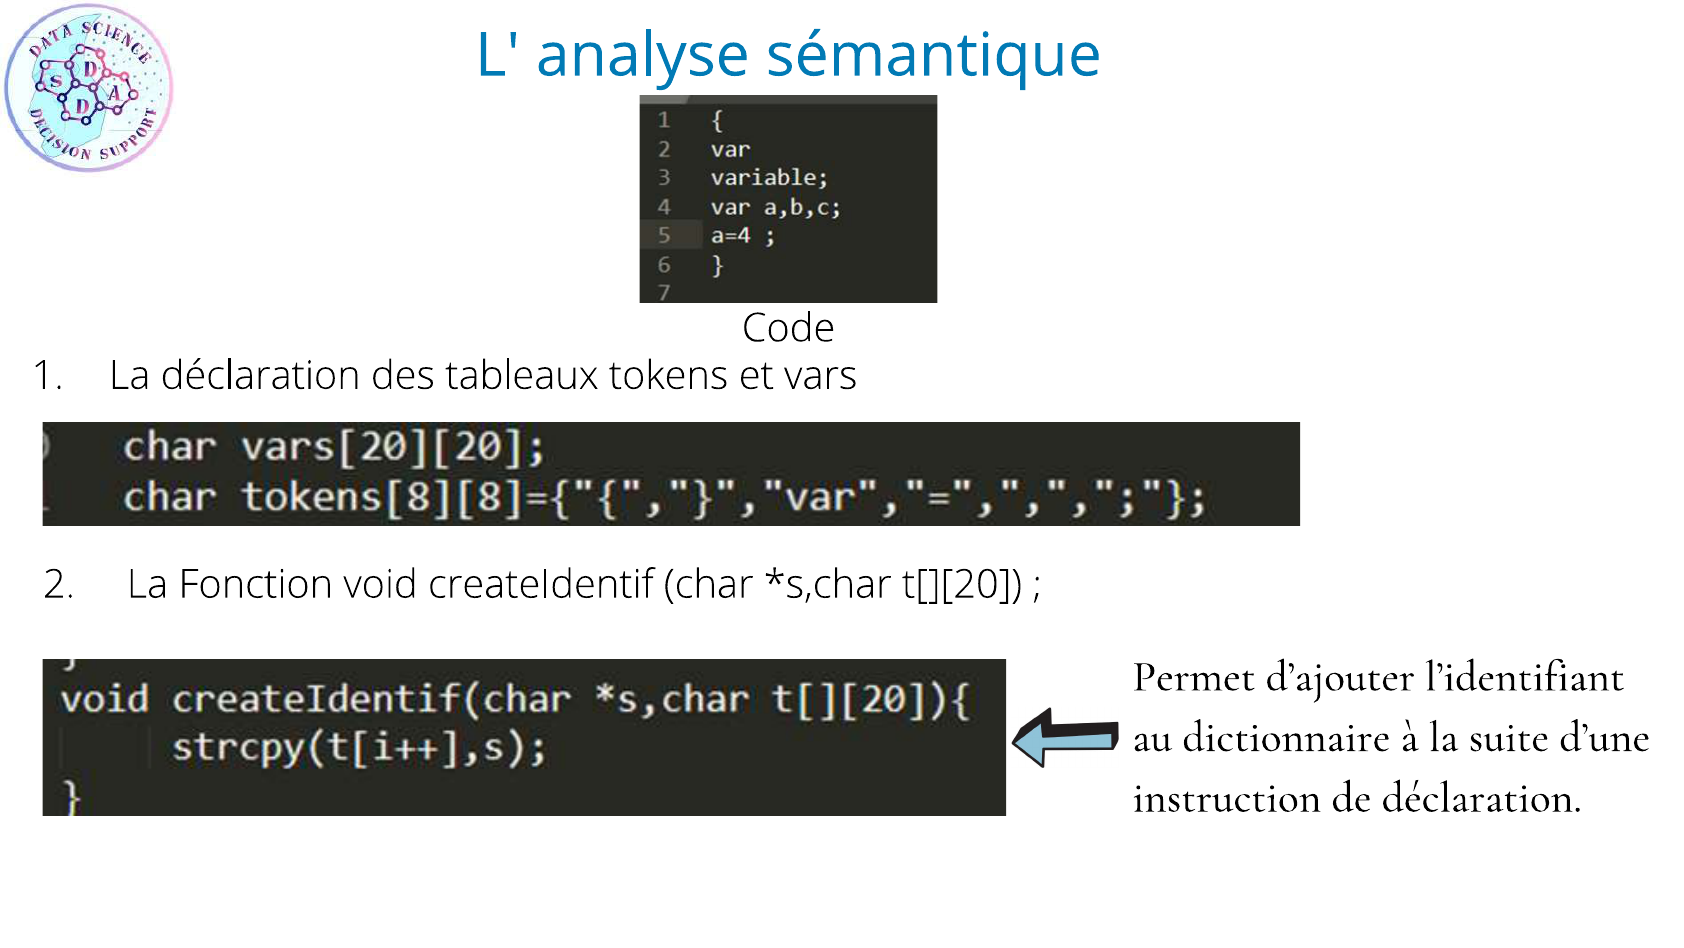 DATA SCIENCE
S D D A
DECISION SUPPORT
L' analyse sémantique
1 {
2 var
3 variable;
4 var a,b,c;
5 a=4 ;
6 }
7
Code
1. La déclaration des tableaux tokens et vars
char vars[20][20];
char tokens[8][8]={"{","}","var","=",",",";"};
2. La Fonction void createIdentif (char *s,char t[][20]) ;
}
void createIdentif(char *s,char t[][20]){
strcpy(t[i++],s);
}
Permet d’ajouter l’identifiant
au dictionnaire à la suite d’une
instruction de déclaration.